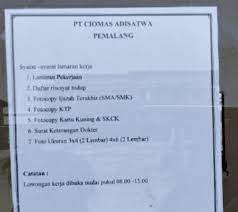 PT CIOMAS ADISATWA
PEMALANG
Syarat -syarat lamaran kerja
1. Lamaran Pekerjaan
2. Daftar riwayat hidup
3. Fotocopy Ijazah Terakhir (SMA/SMK)
4. Fotocopy KTP
5. Fotocopy Kartu Kuning & SKCK
6. Surat Keterangan Dokter
7. Foto Ukuran 3x4 (2 Lembar) 4x6 (2 Lembar)
Catatan :
Lowongan kerja dibuka mulai pukul 08.00 -15.00